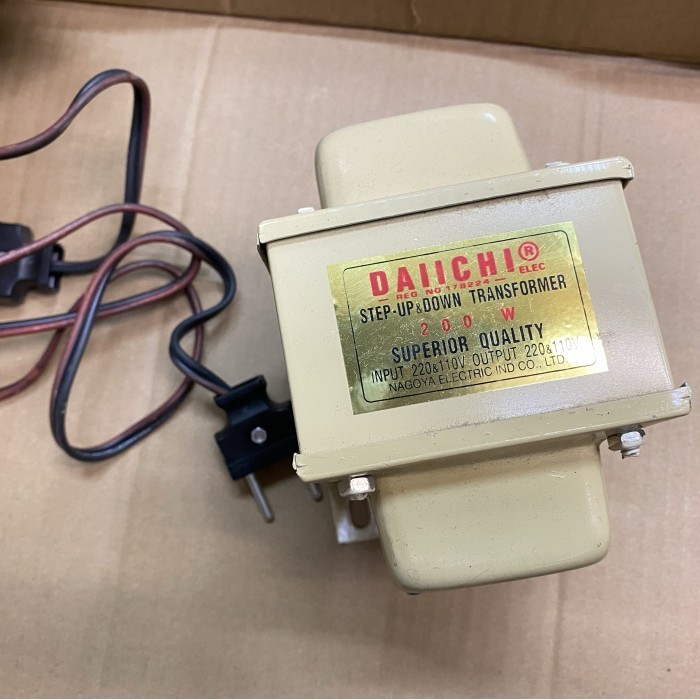 DAIICHI® ELEC
REG NO 178224
STEP-UP & DOWN TRANSFORMER
200 W
SUPERIOR QUALITY
INPUT 220 & 110V OUTPUT 220 & 110V
NAGOYA ELECTRIC IND CO., LTD.